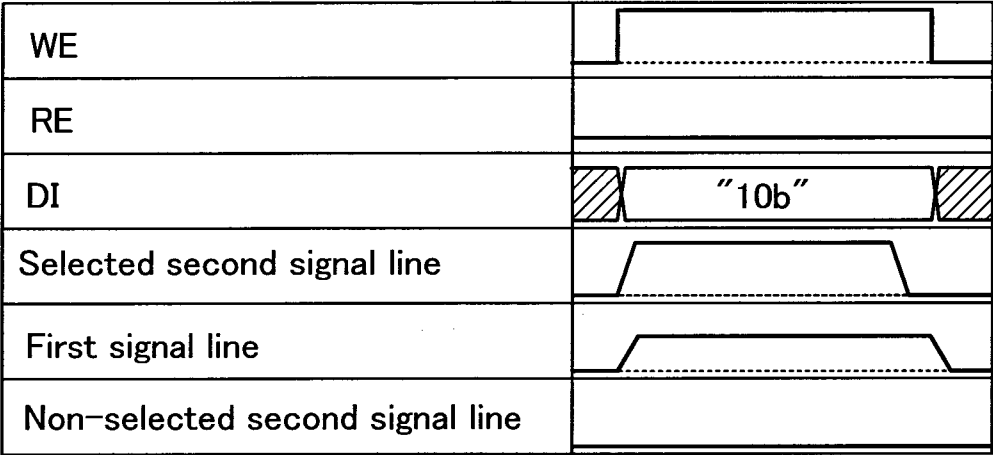 WE
RE
DI
"10b"
Selected second signal line
First signal line
Non-selected second signal line